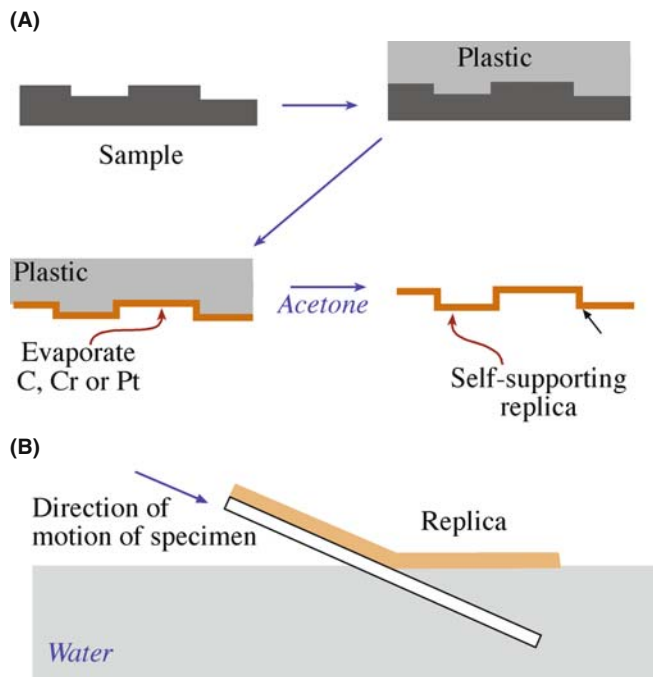 (A)
Plastic
Sample
Plastic
Acetone
Evaporate
C, Cr or Pt
Self-supporting
replica
(B)
Direction of
motion of specimen
Replica
Water